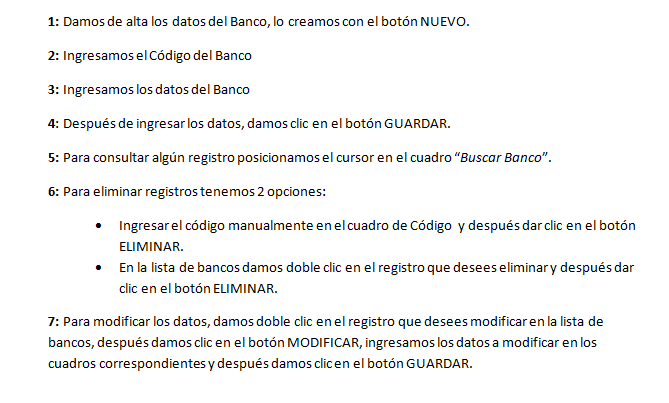 1: Damos de alta los datos del Banco, lo creamos con el botón NUEVO.
2: Ingresamos el Código del Banco
3: Ingresamos los datos del Banco
4: Después de ingresar los datos, damos clic en el botón GUARDAR.
5: Para consultar algún registro posicionamos el cursor en el cuadro “Buscar Banco”.
6: Para eliminar registros tenemos 2 opciones:
• Ingresar el código manualmente en el cuadro de Código y después dar clic en el botón
ELIMINAR.
• En la lista de bancos damos doble clic en el registro que desees eliminar y después dar
clic en el botón ELIMINAR.
7: Para modificar los datos, damos doble clic en el registro que desees modificar en la lista de
bancos, después damos clic en el botón MODIFICAR, ingresamos los datos a modificar en los
cuadros correspondientes y después damos clic en el botón GUARDAR.